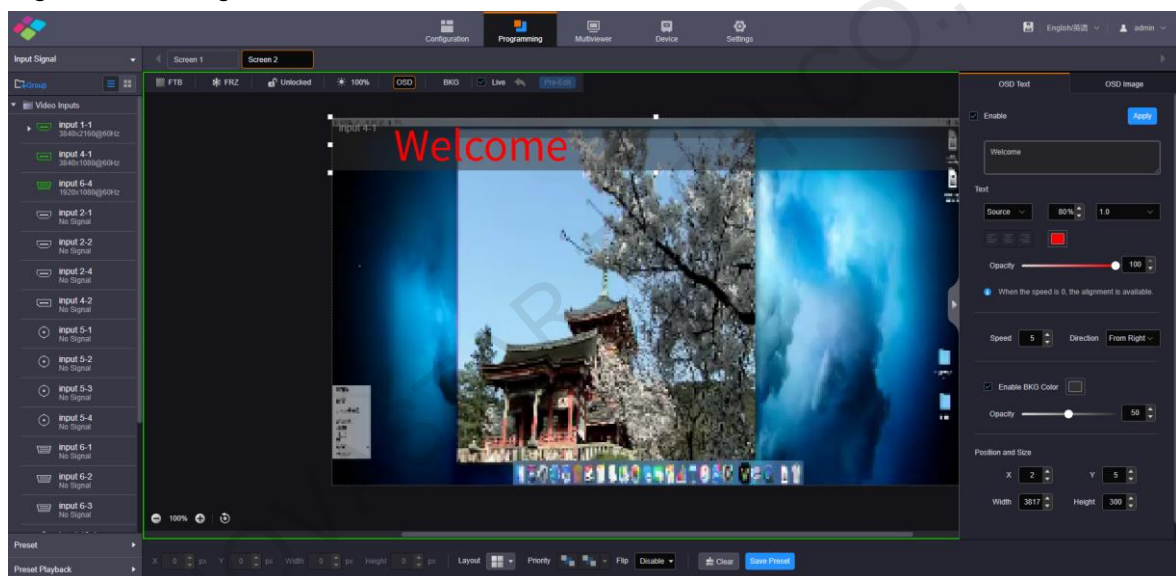 Configuration
Programming
Multiviewer
Device
Settings
English/英语
admin
Input Signal
Screen 1
Screen 2
Group
FTB
FRZ
Unlocked
100%
OSD
BKG
Live
Pre-Edit
OSD Text
OSD Image
Video Inputs
input 1-1
3840x2160@60Hz
input 4-1
3840x1080@60Hz
input 6-4
1920x1080@60Hz
input 2-1
No Signal
input 2-2
No Signal
input 2-4
No Signal
input 4-2
No Signal
input 5-1
No Signal
input 5-2
No Signal
input 5-3
No Signal
input 5-4
No Signal
input 6-1
No Signal
input 6-2
No Signal
input 6-3
No Signal
Preset
Preset Playback
input 4-1
Welcome
100%
Enable
Apply
Welcome
Text
Source
80%
1.0
Opacity
100
When the speed is 0, the alignment is available.
Speed 5
Direction From Right
Enable BKG Color
Opacity
50
Position and Size
X 2
Y 5
Width 3817
Height 300
X 0 px Y 0 px Width 0 px Height 0 px Layout Priority Flip Disable Clear Save Preset